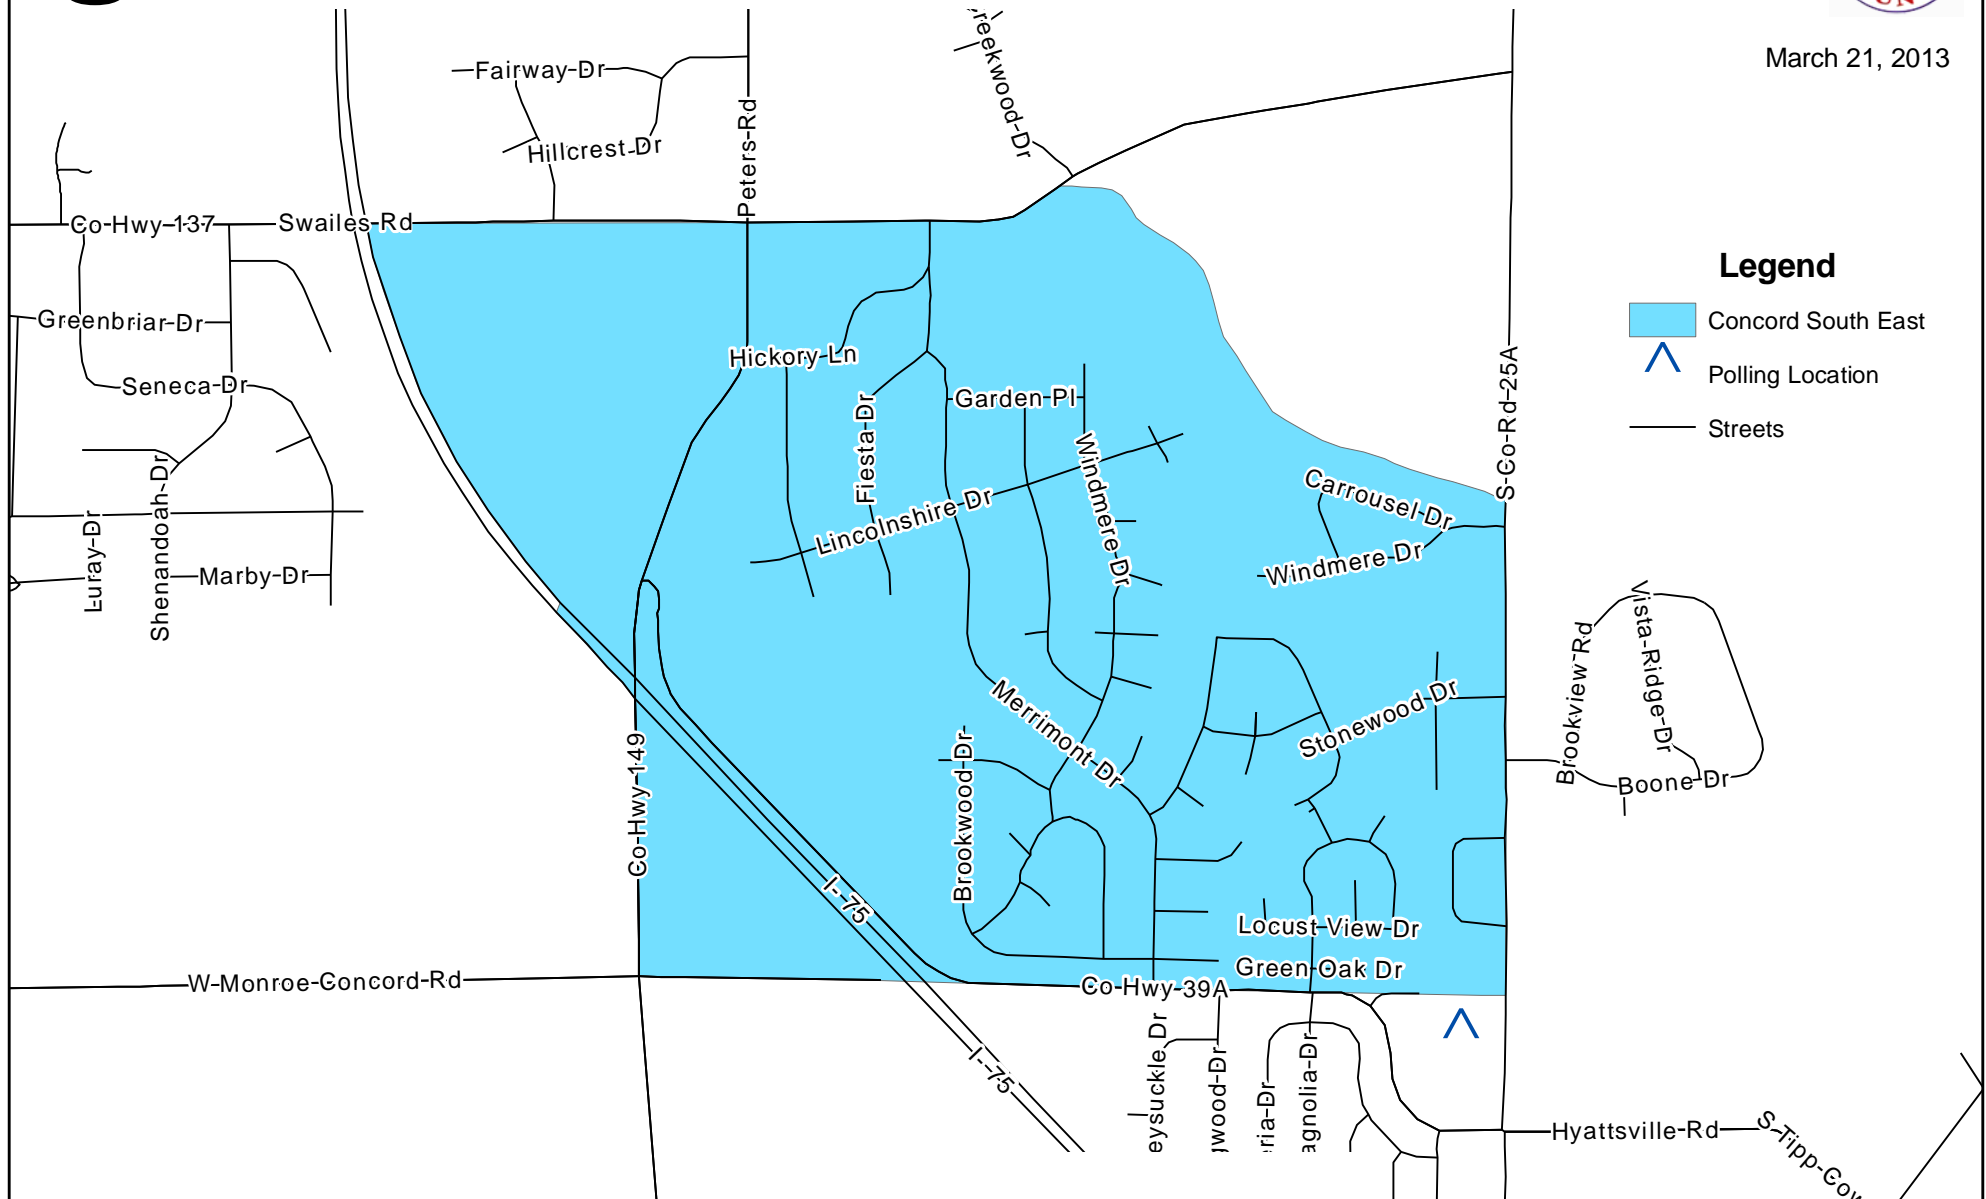 March 21, 2013
Fairway Dr
Hillcrest Dr
Peters Rd
Co Hwy 137
Swailes Rd
Greenbriar Dr
Seneca Dr
Shenandoah Dr
Luray Dr
Marby Dr
Hickory Ln
Fiesta Dr
Garden Pl
Windmere Dr
Lincolnshire Dr
Carrousel Dr
Windmere Dr
S Co Rd 25A
Legend
Concord South East
Polling Location
Streets
Merrimont Dr
Stonewood Dr
Brookview Rd
Vista Ridge Dr
Boone Dr
Co Hwy 149
Brookwood Dr
I- 75
Locust View Dr
Green Oak Dr
W Monroe Concord Rd
Co Hwy 39A
I- 75
Hyattsville Rd